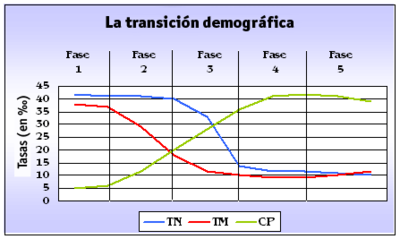 La transición demográfica
Fase 1
Fase 2
Fase 3
Fase 4
Fase 5
Tasas (en ‰)
45
40
35
30
25
20
15
10
5
0
TN TM CP